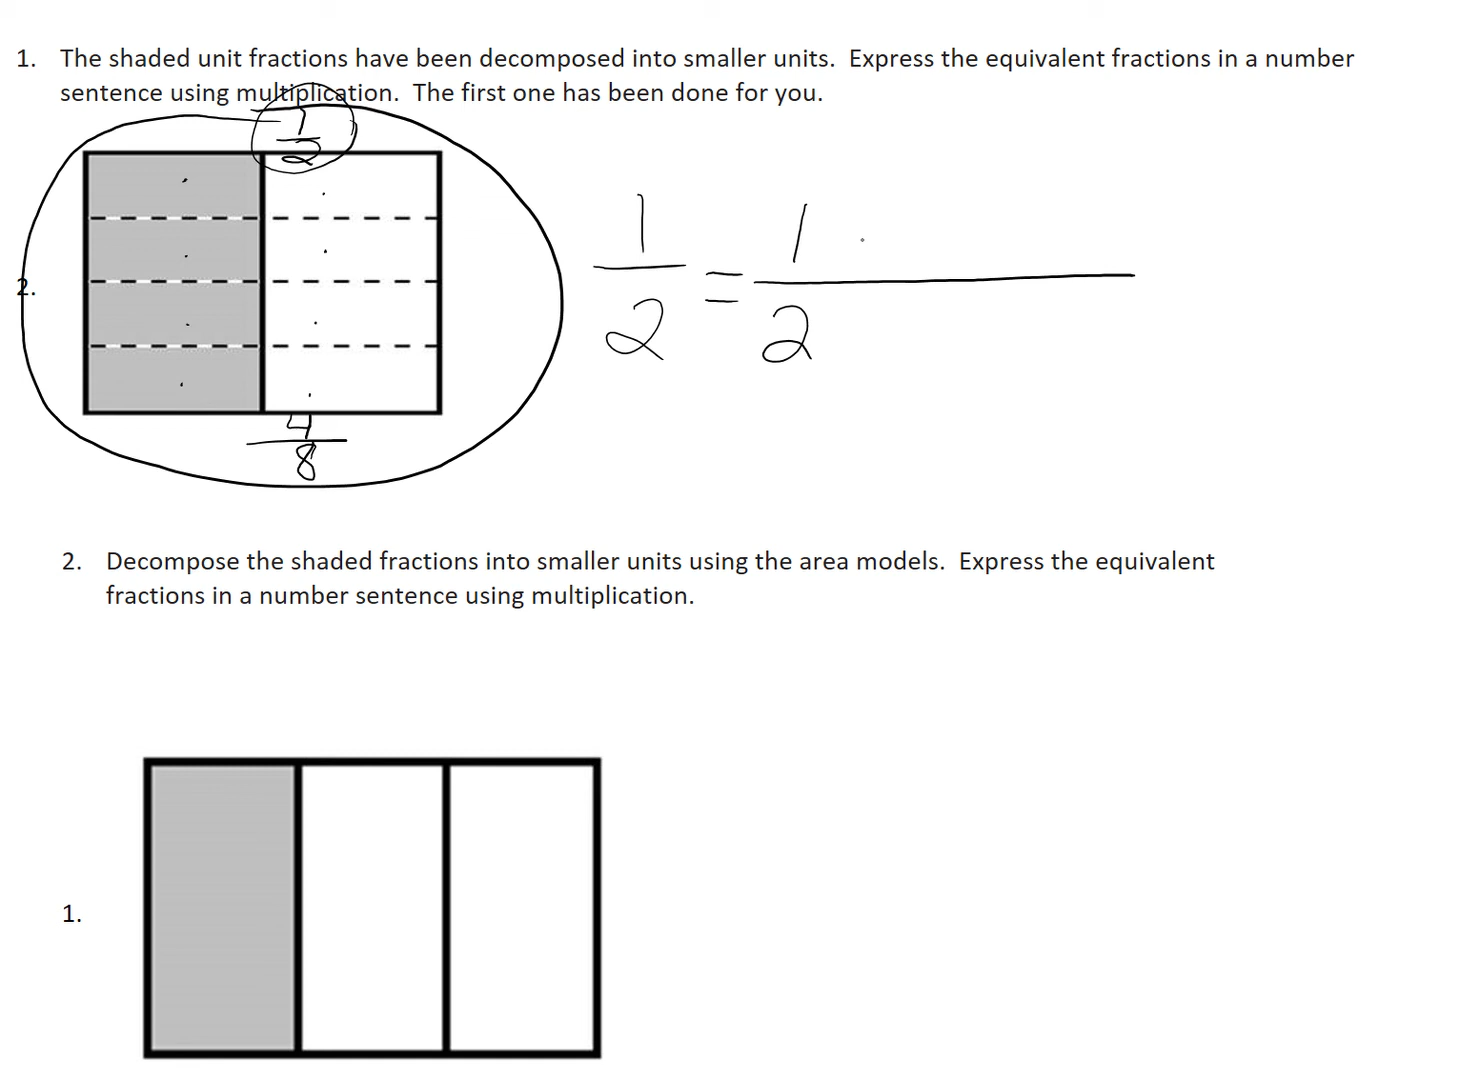 1. The shaded unit fractions have been decomposed into smaller units. Express the equivalent fractions in a number
sentence using multiplication. The first one has been done for you.
1
2
1 = 1
2 2
2.
4
8
2. Decompose the shaded fractions into smaller units using the area models. Express the equivalent
fractions in a number sentence using multiplication.
1.